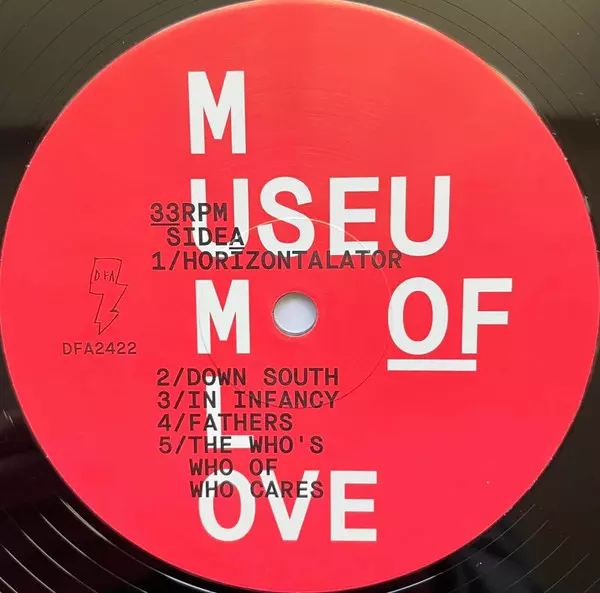 M
USEU
M OF
L
OVE
33RPM
SIDEA
1/HORIZONTALATOR
DFA
DFA2422
2/DOWN SOUTH
3/IN INFANCY
4/FATHERS
5/THE WHO'S
WHO OF
WHO CARES